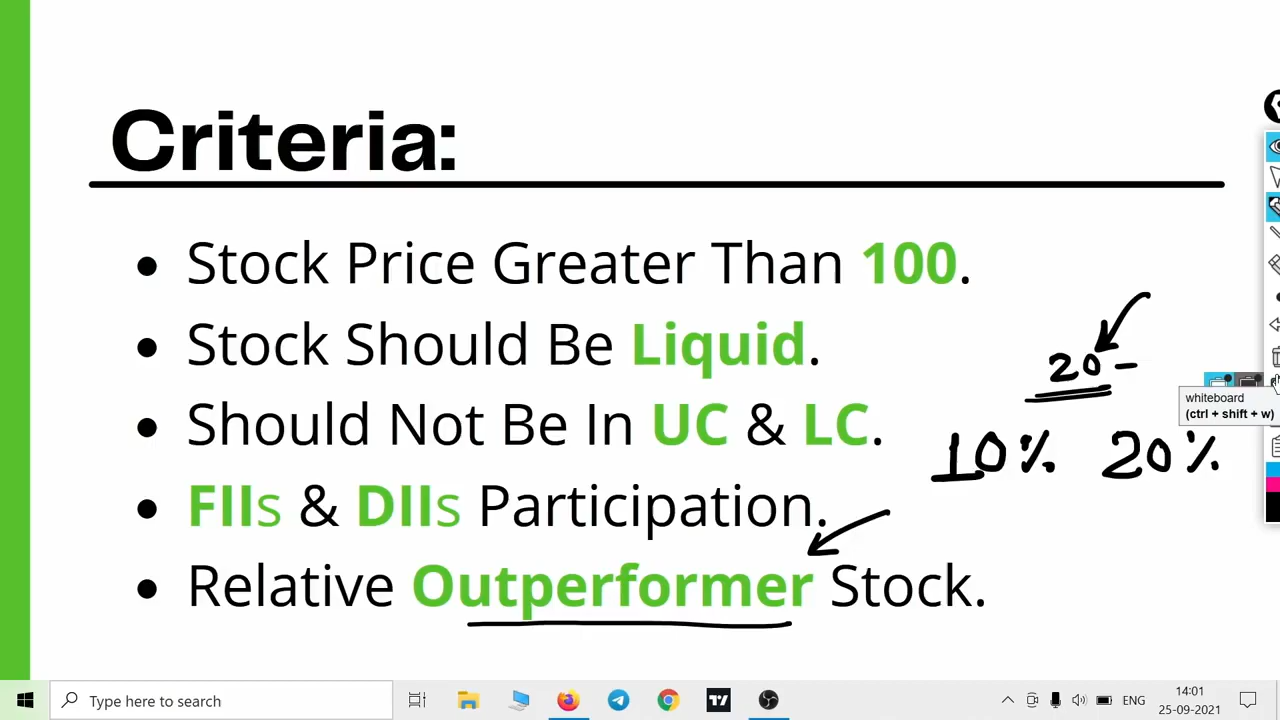 Criteria:
• Stock Price Greater Than 100.
• Stock Should Be Liquid.
20-
whiteboard
(ctrl + shift + w)
• Should Not Be In UC & LC.
10% 20%
• FIIs & DIIs Participation.
• Relative Outperformer Stock.
Type here to search
ENG
14:01
25-09-2021